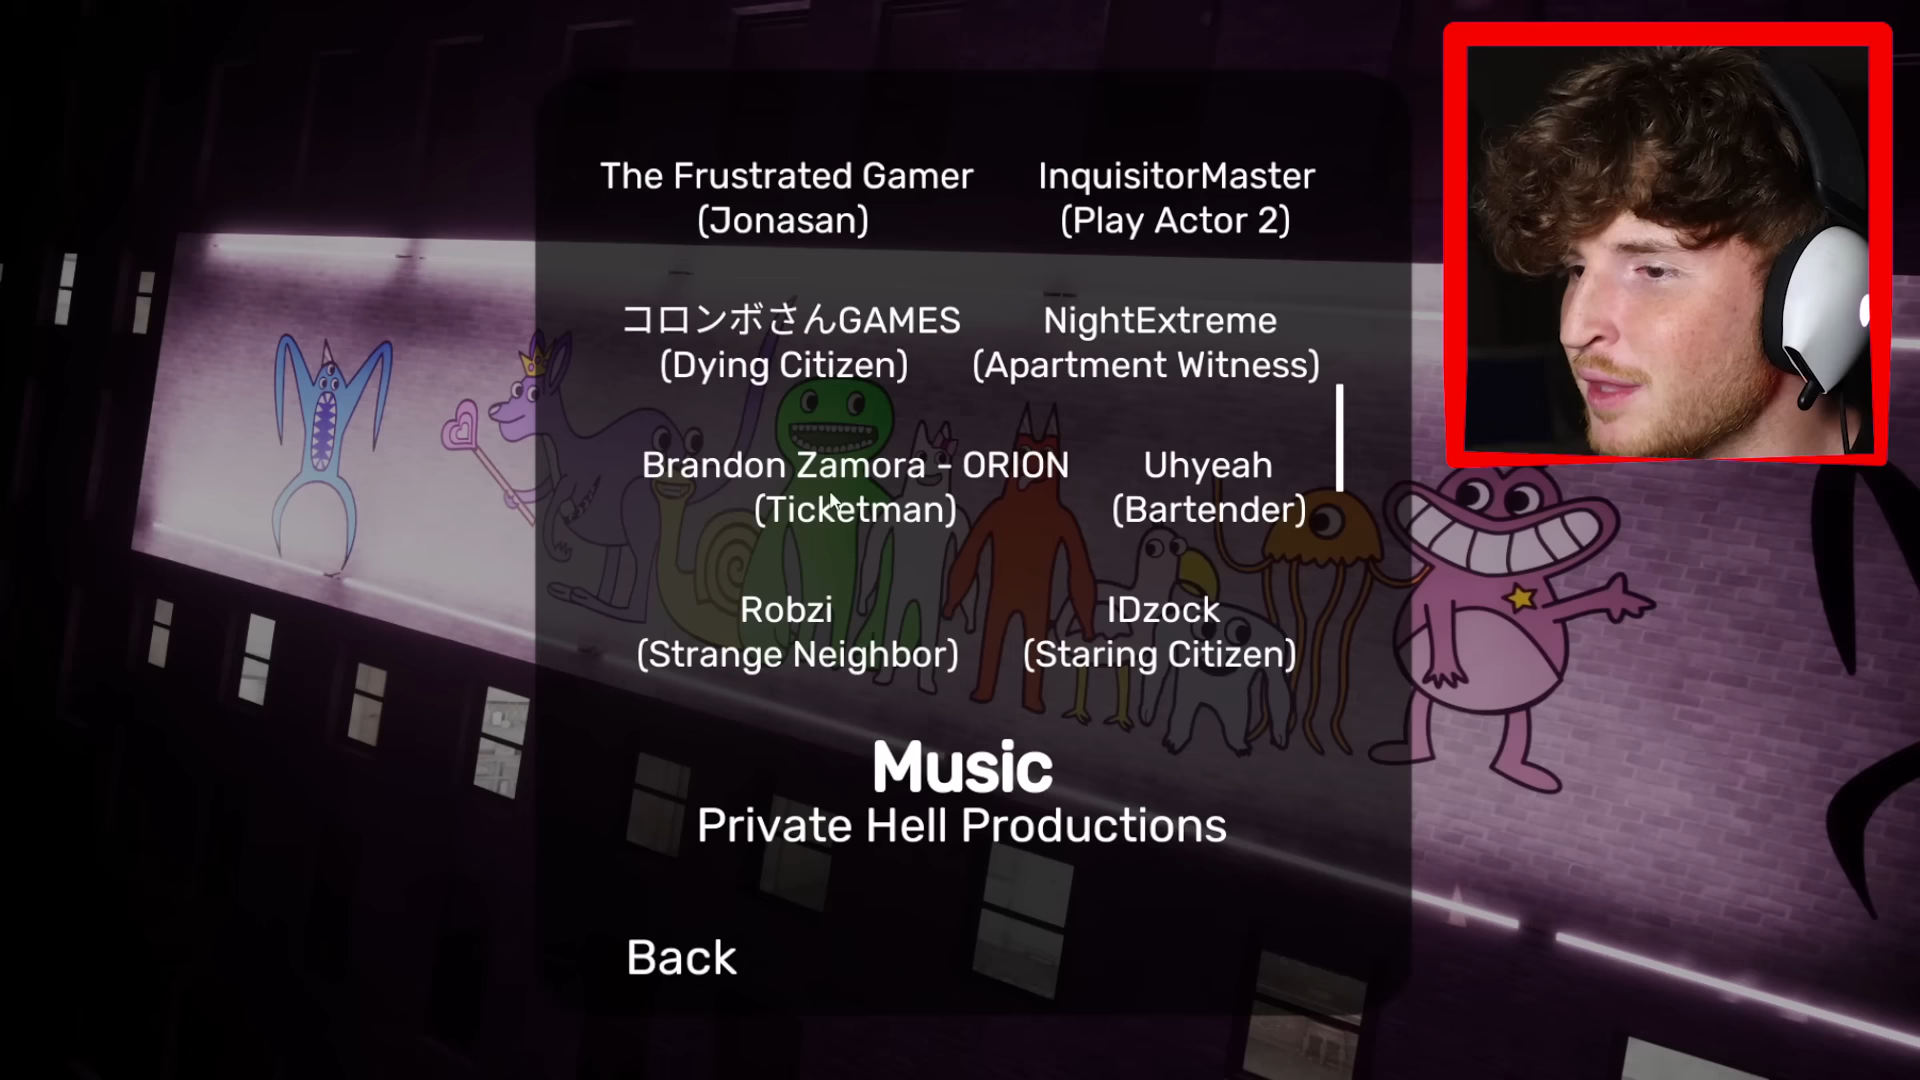 The Frustrated Gamer
(Jonasan)
InquisitorMaster
(Play Actor 2)
コロンボさんGAMES
(Dying Citizen)
NightExtreme
(Apartment Witness)
Brandon Zamora - ORION
(Ticketman)
Uhyeah
(Bartender)
Robzi
(Strange Neighbor)
IDzock
(Staring Citizen)
Music
Private Hell Productions
Back